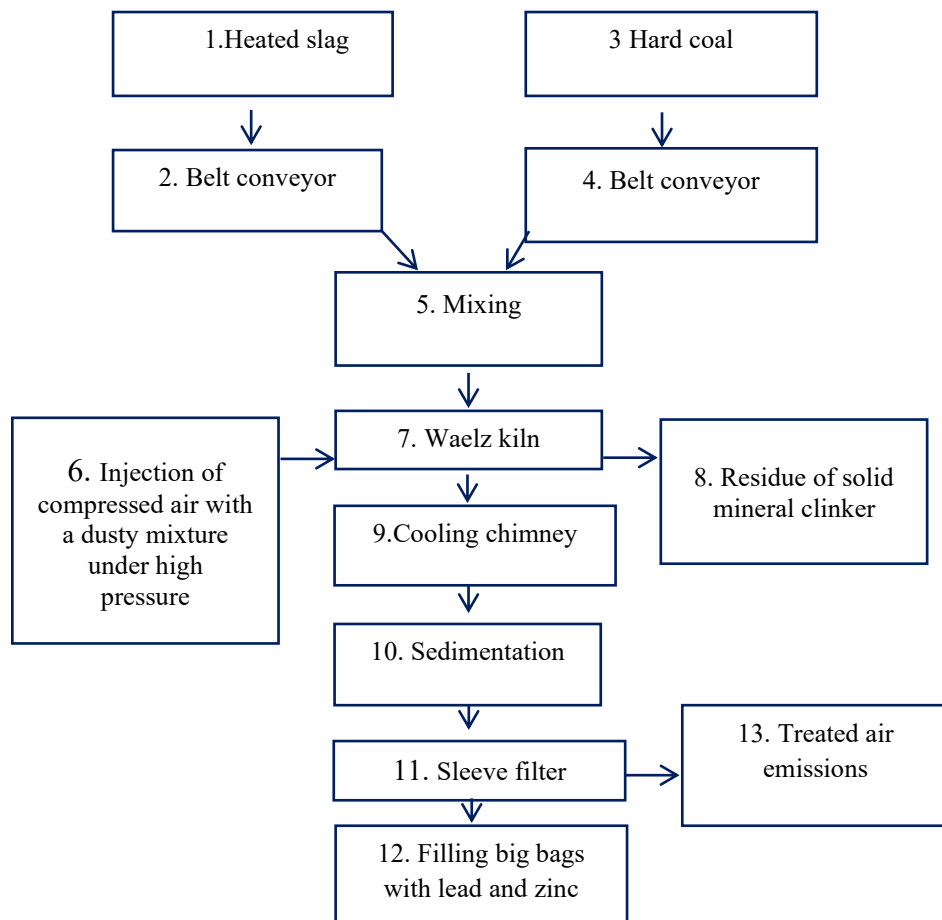 1.Heated slag
3 Hard coal
2. Belt conveyor
4. Belt conveyor
5. Mixing
6. Injection of
compressed air with
a dusty mixture
under high
pressure
7. Waelz kiln
8. Residue of solid
mineral clinker
9.Cooling chimney
10. Sedimentation
11. Sleeve filter
13. Treated air
emissions
12. Filling big bags
with lead and zinc